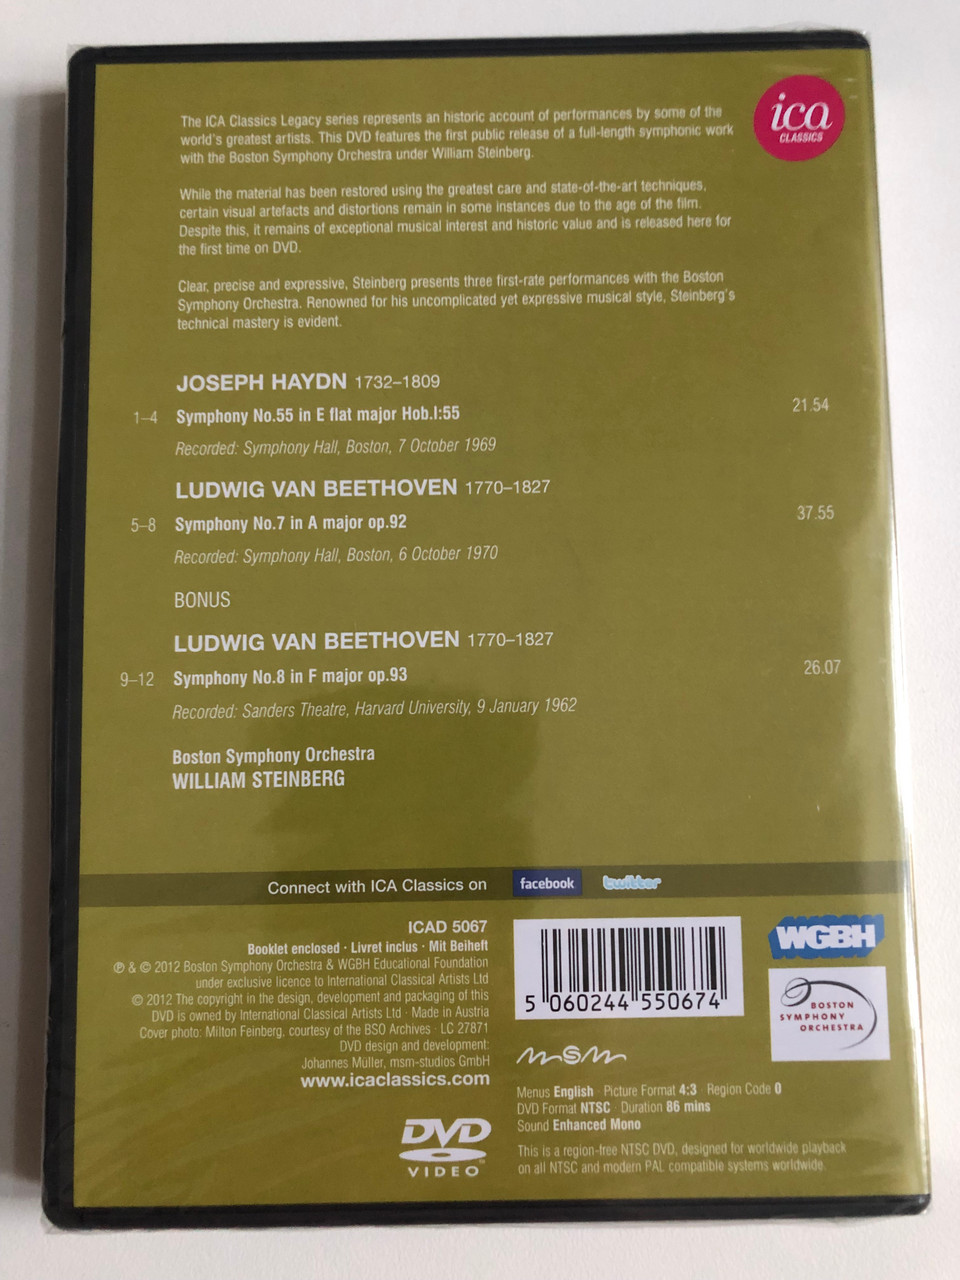 ica
CLASSICS
The ICA Classics Legacy series represents an historic account of performances by some of the
world's greatest artists. This DVD features the first public release of a full-length symphonic work
with the Boston Symphony Orchestra under William Steinberg.
While the material has been restored using the greatest care and state-of-the-art techniques,
certain visual artefacts and distortions remain in some instances due to the age of the film.
Despite this, it remains of exceptional musical interest and historic value and is released here for
the first time on DVD.
Clear, precise and expressive, Steinberg presents three first-rate performances with the Boston
Symphony Orchestra. Renowned for his uncomplicated yet expressive musical style, Steinberg's
technical mastery is evident.
JOSEPH HAYDN 1732–1809
1–4 Symphony No.55 in E flat major Hob.I:55 21.54
Recorded: Symphony Hall, Boston, 7 October 1969
LUDWIG VAN BEETHOVEN 1770–1827
5–8 Symphony No.7 in A major op.92 37.55
Recorded: Symphony Hall, Boston, 6 October 1970
BONUS
LUDWIG VAN BEETHOVEN 1770–1827
9–12 Symphony No.8 in F major op.93 26.07
Recorded: Sanders Theatre, Harvard University, 9 January 1962
Boston Symphony Orchestra
WILLIAM STEINBERG
Connect with ICA Classics on facebook twitter
ICAD 5067
Booklet enclosed · Livret inclus · Mit Beiheft
℗ & © 2012 Boston Symphony Orchestra & WGBH Educational Foundation
under exclusive licence to International Classical Artists Ltd
© 2012 The copyright in the design, development and packaging of this
DVD is owned by International Classical Artists Ltd · Made in Austria
Cover photo: Milton Feinberg, courtesy of the BSO Archives · LC 27871
DVD design and development:
Johannes Müller, msm-studios GmbH
www.icaclassics.com
DVD
VIDEO
5 060244 550674
msm
WGBH
BOSTON
SYMPHONY
ORCHESTRA
Menus English · Picture Format 4:3 · Region Code 0
DVD Format NTSC · Duration 86 mins
Sound Enhanced Mono
This is a region-free NTSC DVD, designed for worldwide playback
on all NTSC and modern PAL compatible systems worldwide.